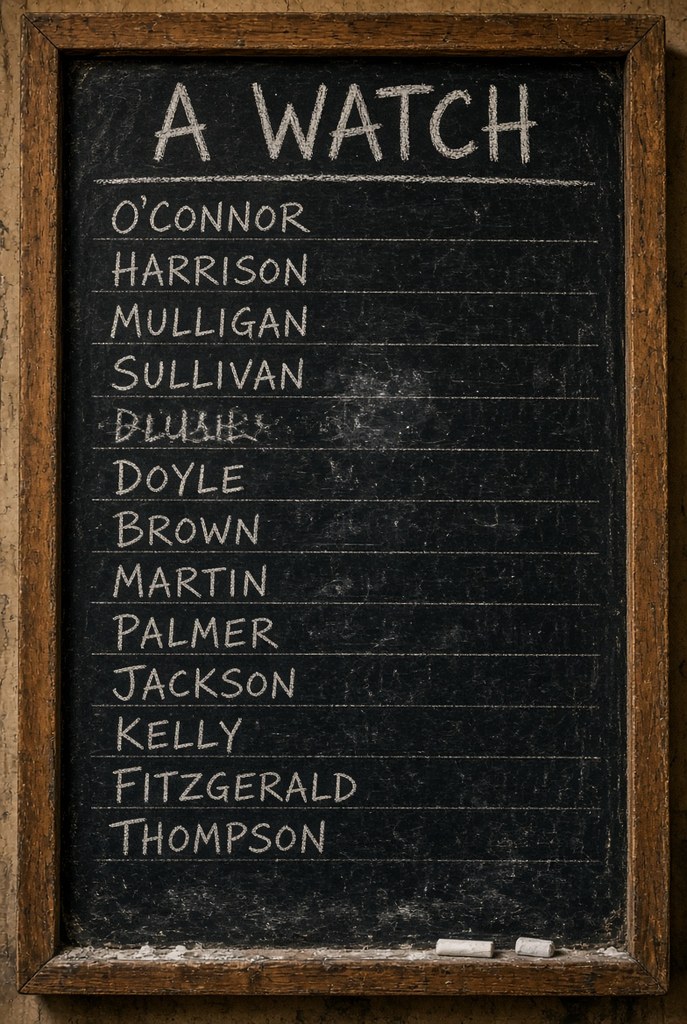 A WATCH
O'CONNOR
HARRISON
MULLIGAN
SULLIVAN
DOYLE
BROWN
MARTIN
PALMER
JACKSON
KELLY
FITZGERALD
THOMPSON